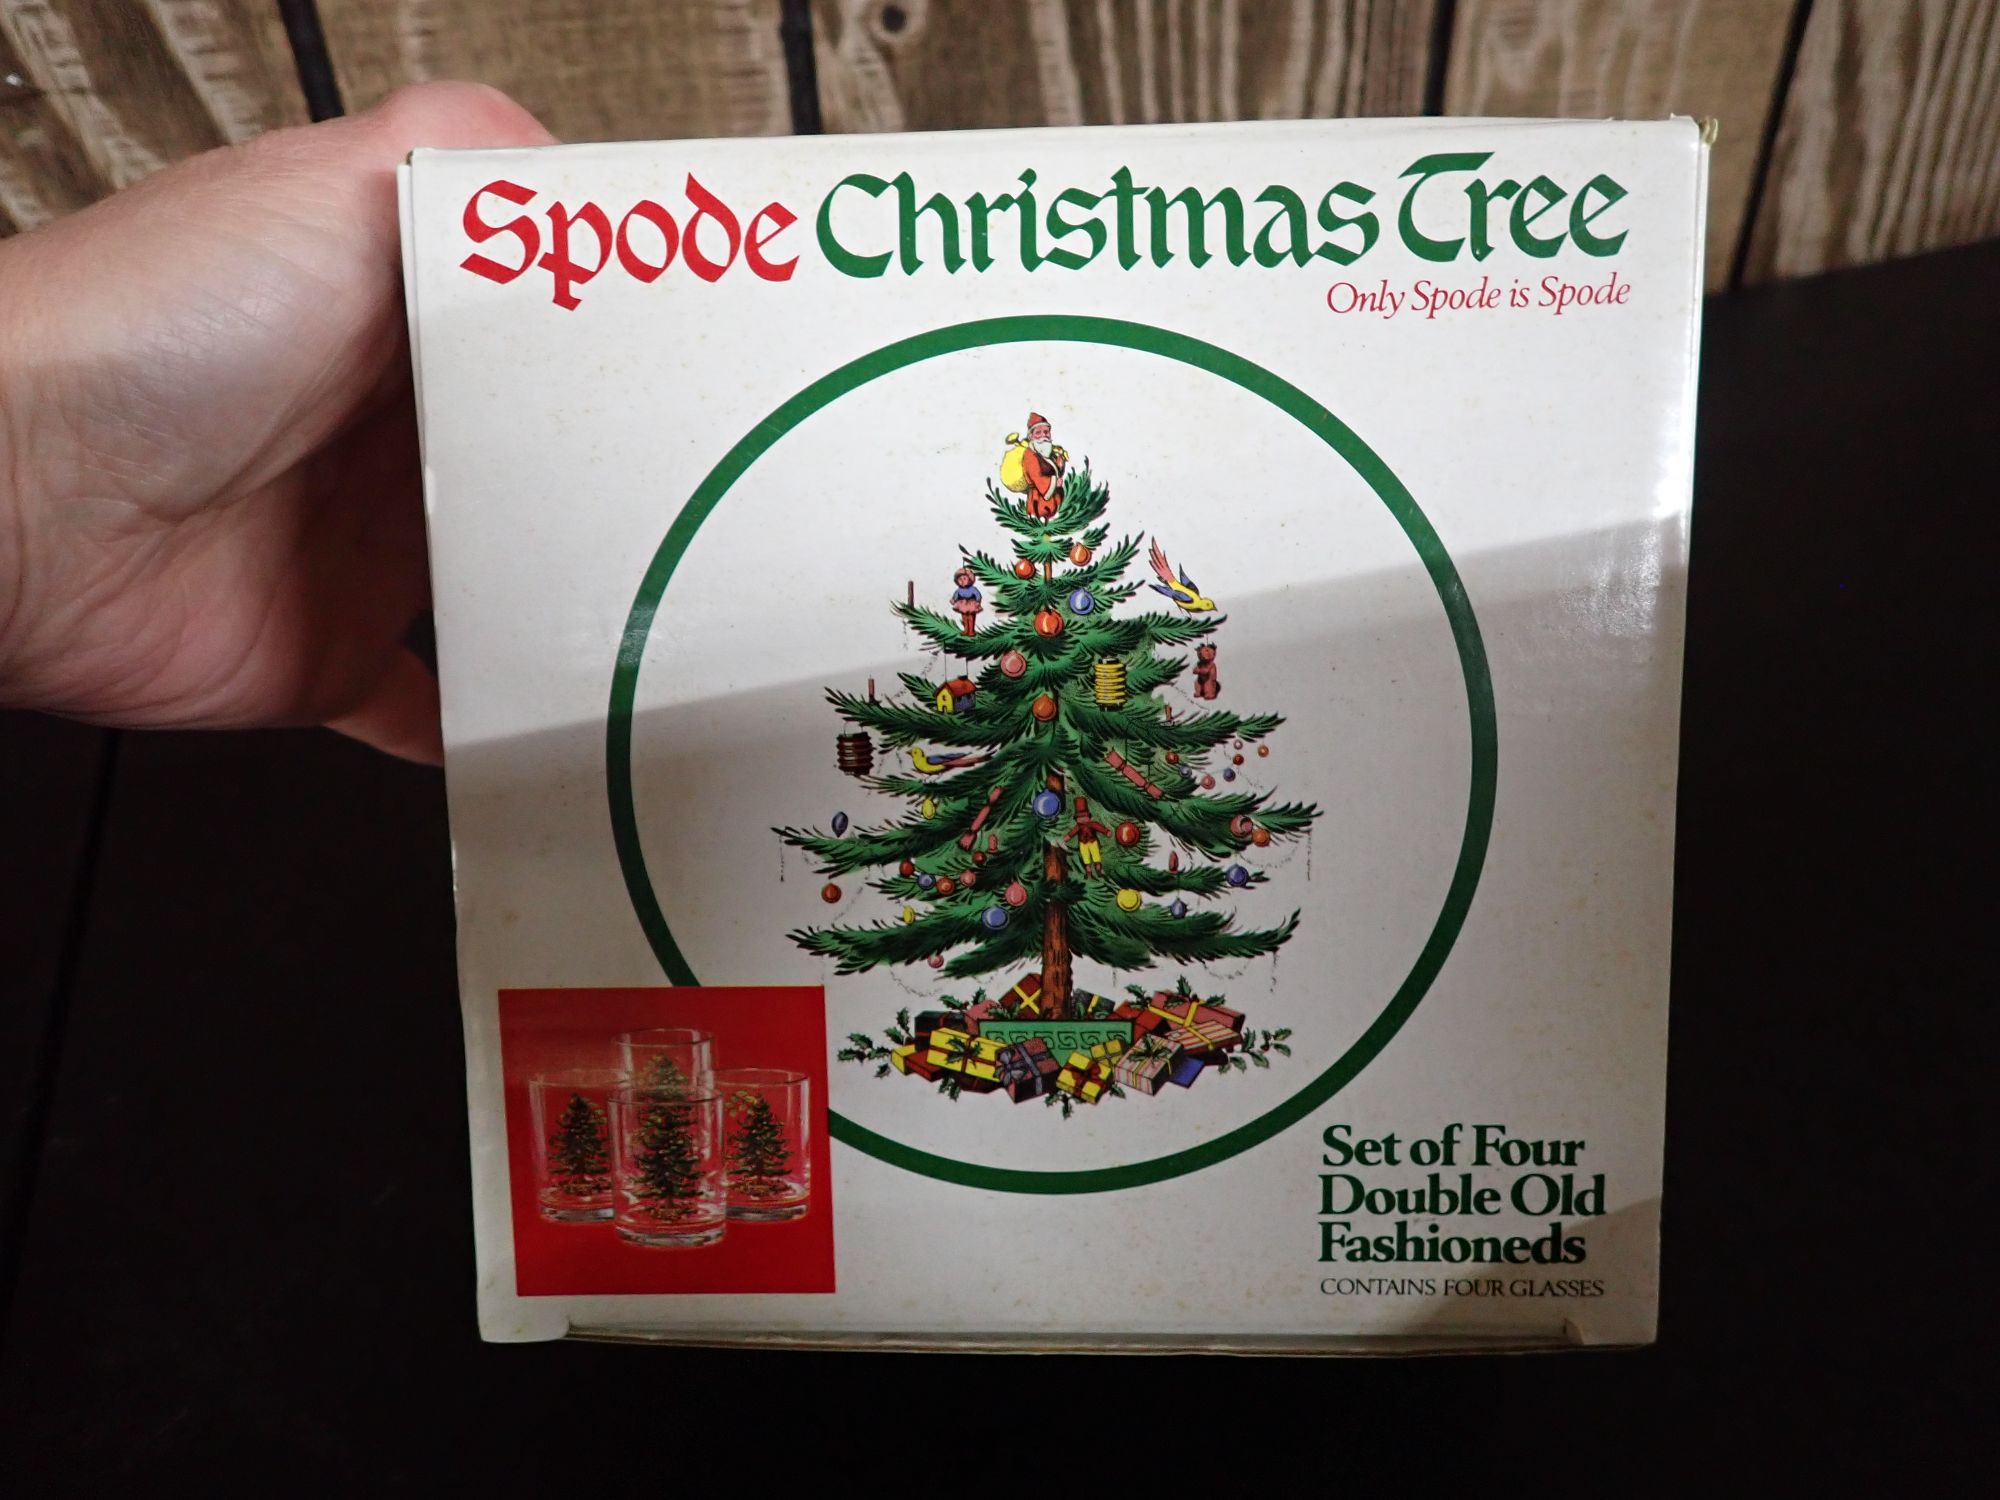 Spode Christmas Tree
Only Spode is Spode
Set of Four
Double Old
Fashioneds
CONTAINS FOUR GLASSES